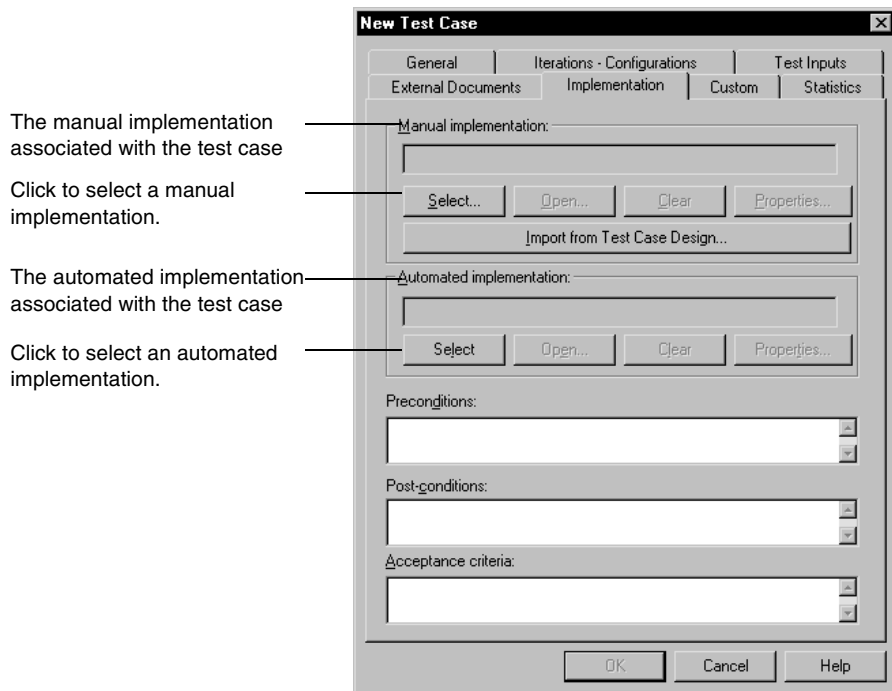 New Test Case
General Iterations - Configurations Test Inputs
External Documents Implementation Custom Statistics
The manual implementation
associated with the test case
Manual implementation:
Click to select a manual
implementation.
Select... Open... Clear Properties...
Import from Test Case Design...
The automated implementation
associated with the test case
Automated implementation:
Click to select an automated
implementation.
Select Open... Clear Properties...
Preconditions:
Post-conditions:
Acceptance criteria:
OK Cancel Help